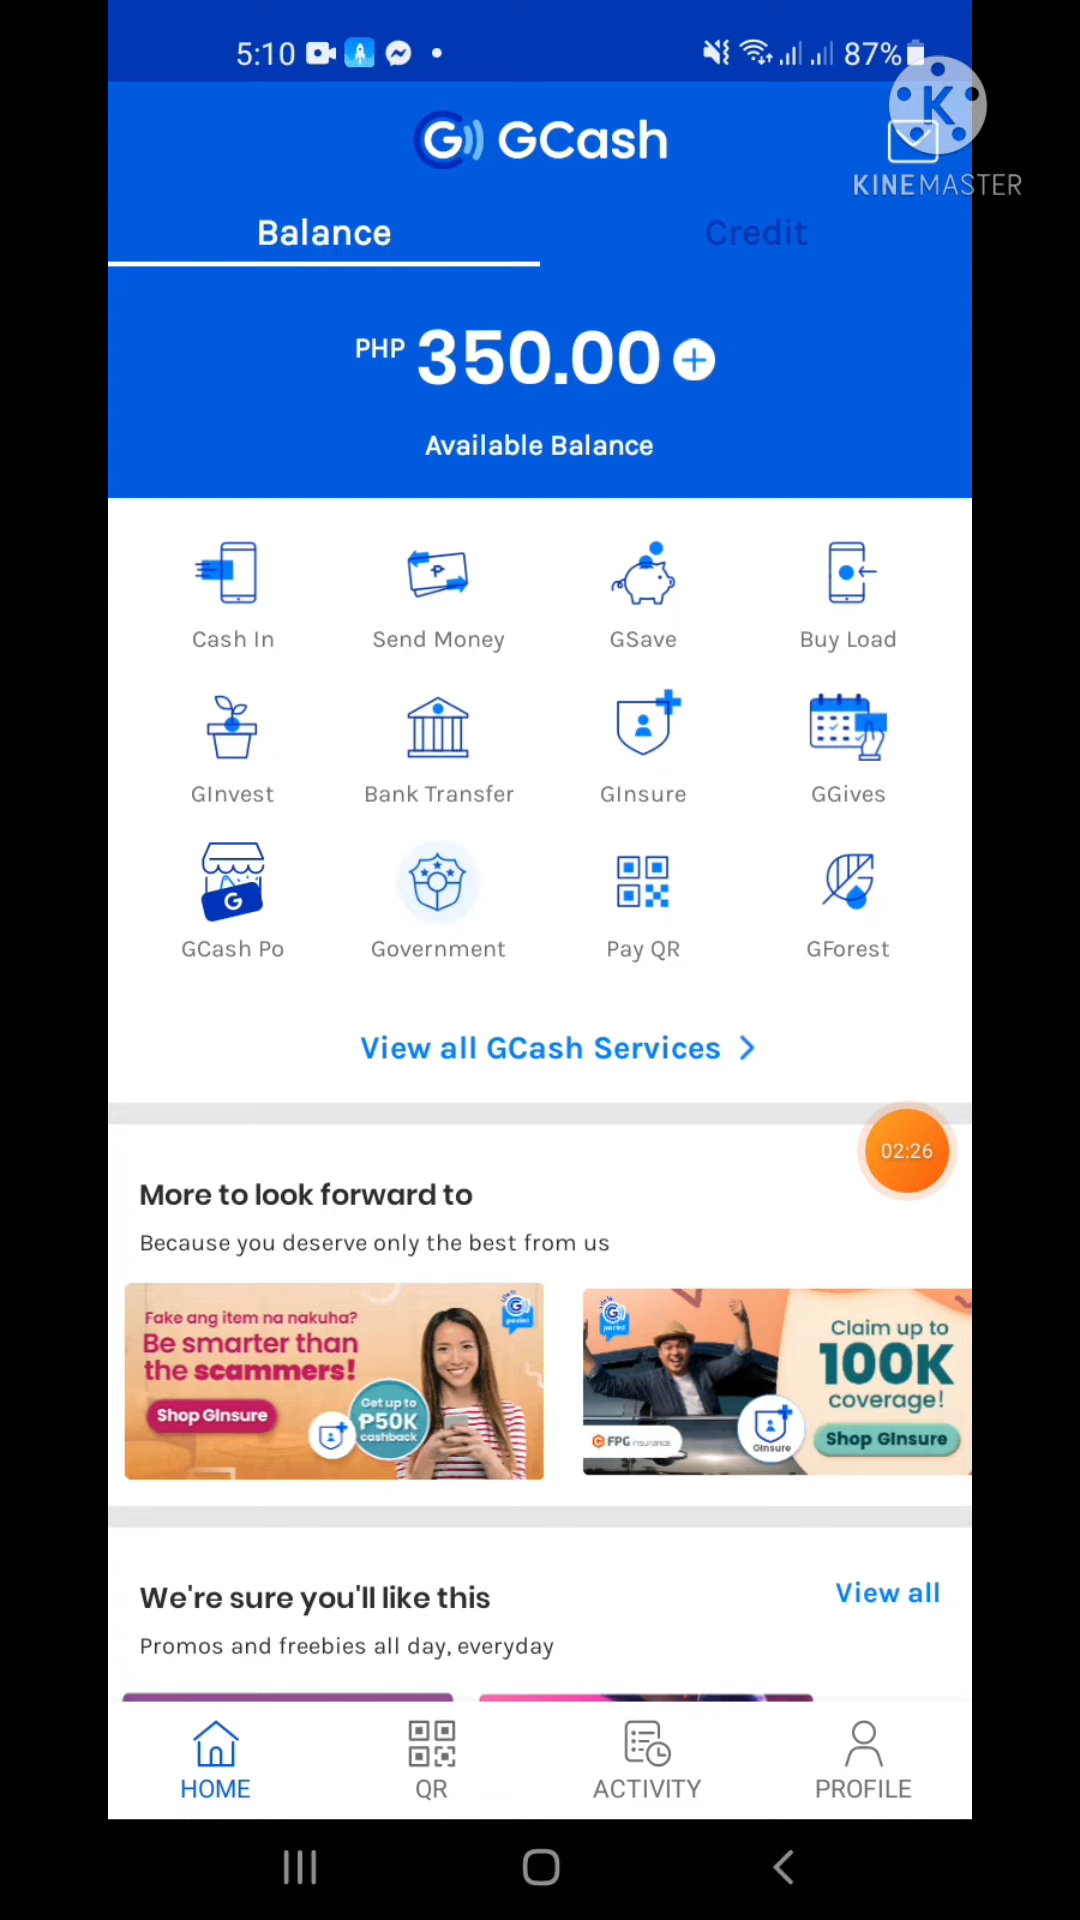 5:10
87%
GCash
KINEMASTER
Balance
Credit
PHP 350.00
Available Balance
Cash In
Send Money
GSave
Buy Load
GInvest
Bank Transfer
GInsure
GGives
GCash Po
Government
Pay QR
GForest
View all GCash Services
02:26
More to look forward to
Because you deserve only the best from us
Fake ang item na nakuha?
Be smarter than
the scammers!
Shop GInsure
Get up to
₱50K
cashback
Claim up to
100K
coverage!
Shop GInsure
FPG insurance
GInsure
We're sure you'll like this
View all
Promos and freebies all day, everyday
HOME
QR
ACTIVITY
PROFILE